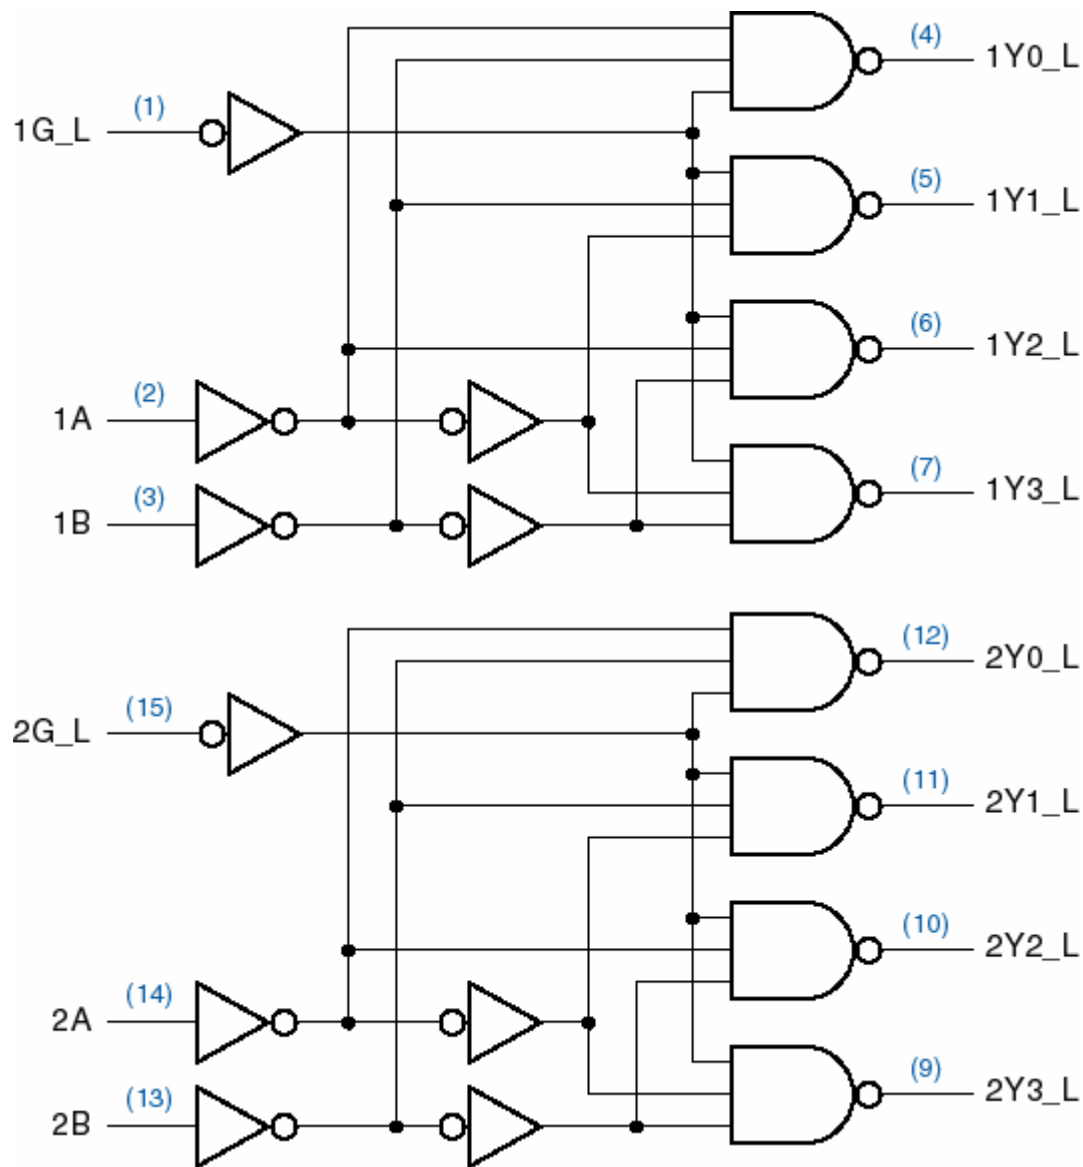 (4)
1Y0_L
(1)
1G_L
(5)
1Y1_L
(6)
1Y2_L
(2)
1A
(7)
1Y3_L
(3)
1B
(12)
2Y0_L
(15)
2G_L
(11)
2Y1_L
(10)
2Y2_L
(14)
2A
(9)
2Y3_L
(13)
2B